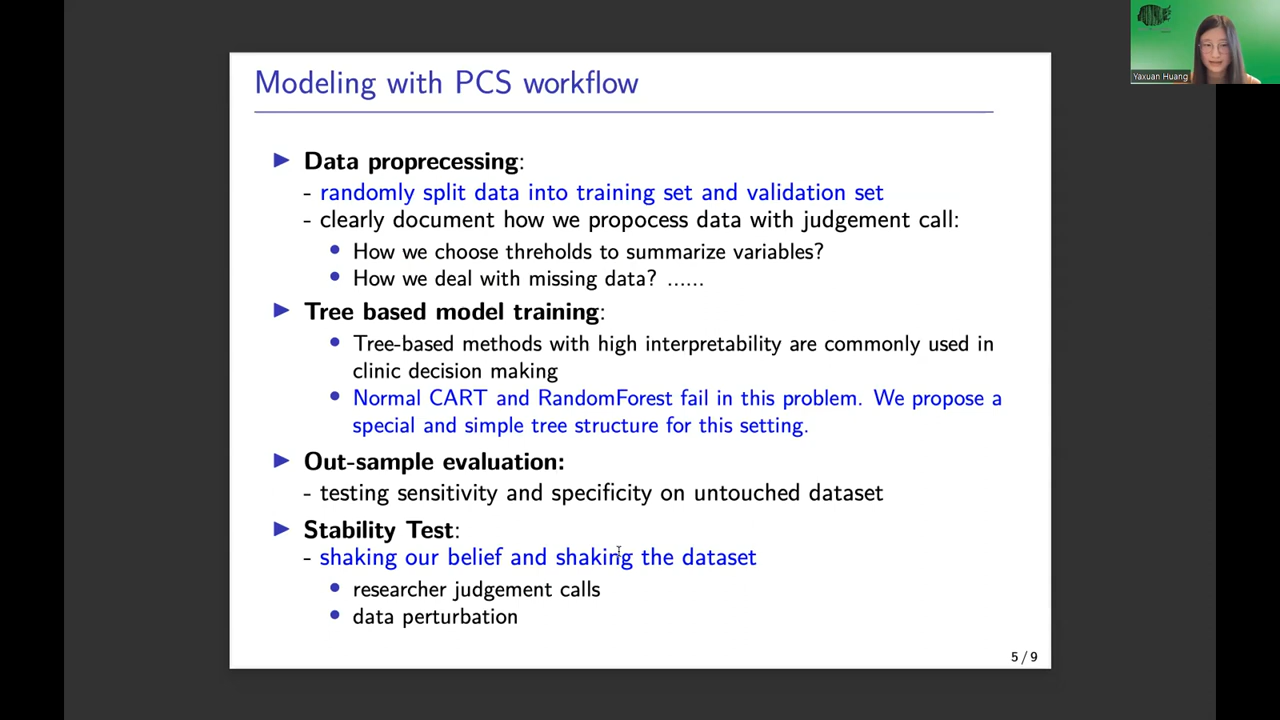 Modeling with PCS workflow
Data proprecessing:
- randomly split data into training set and validation set
- clearly document how we propocess data with judgement call:
• How we choose threholds to summarize variables?
• How we deal with missing data? ......
Tree based model training:
• Tree-based methods with high interpretability are commonly used in
clinic decision making
• Normal CART and RandomForest fail in this problem. We propose a
special and simple tree structure for this setting.
Out-sample evaluation:
- testing sensitivity and specificity on untouched dataset
Stability Test:
- shaking our belief and shaking the dataset
• researcher judgement calls
• data perturbation
5 / 9
Yaxuan Huang